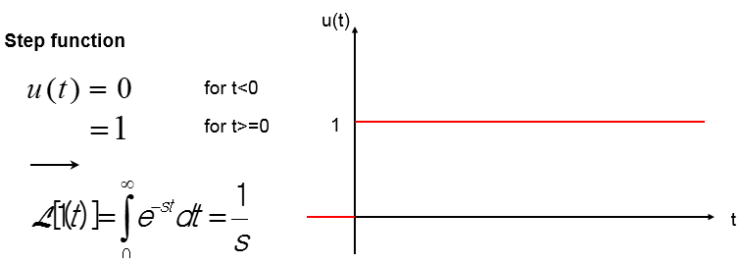 Step function
u(t) = 0 for t<0
=1 for t>=0
ℒ[1(t)]=∫₀^∞ e^{-st} dt = 1/s
u(t)
1
t